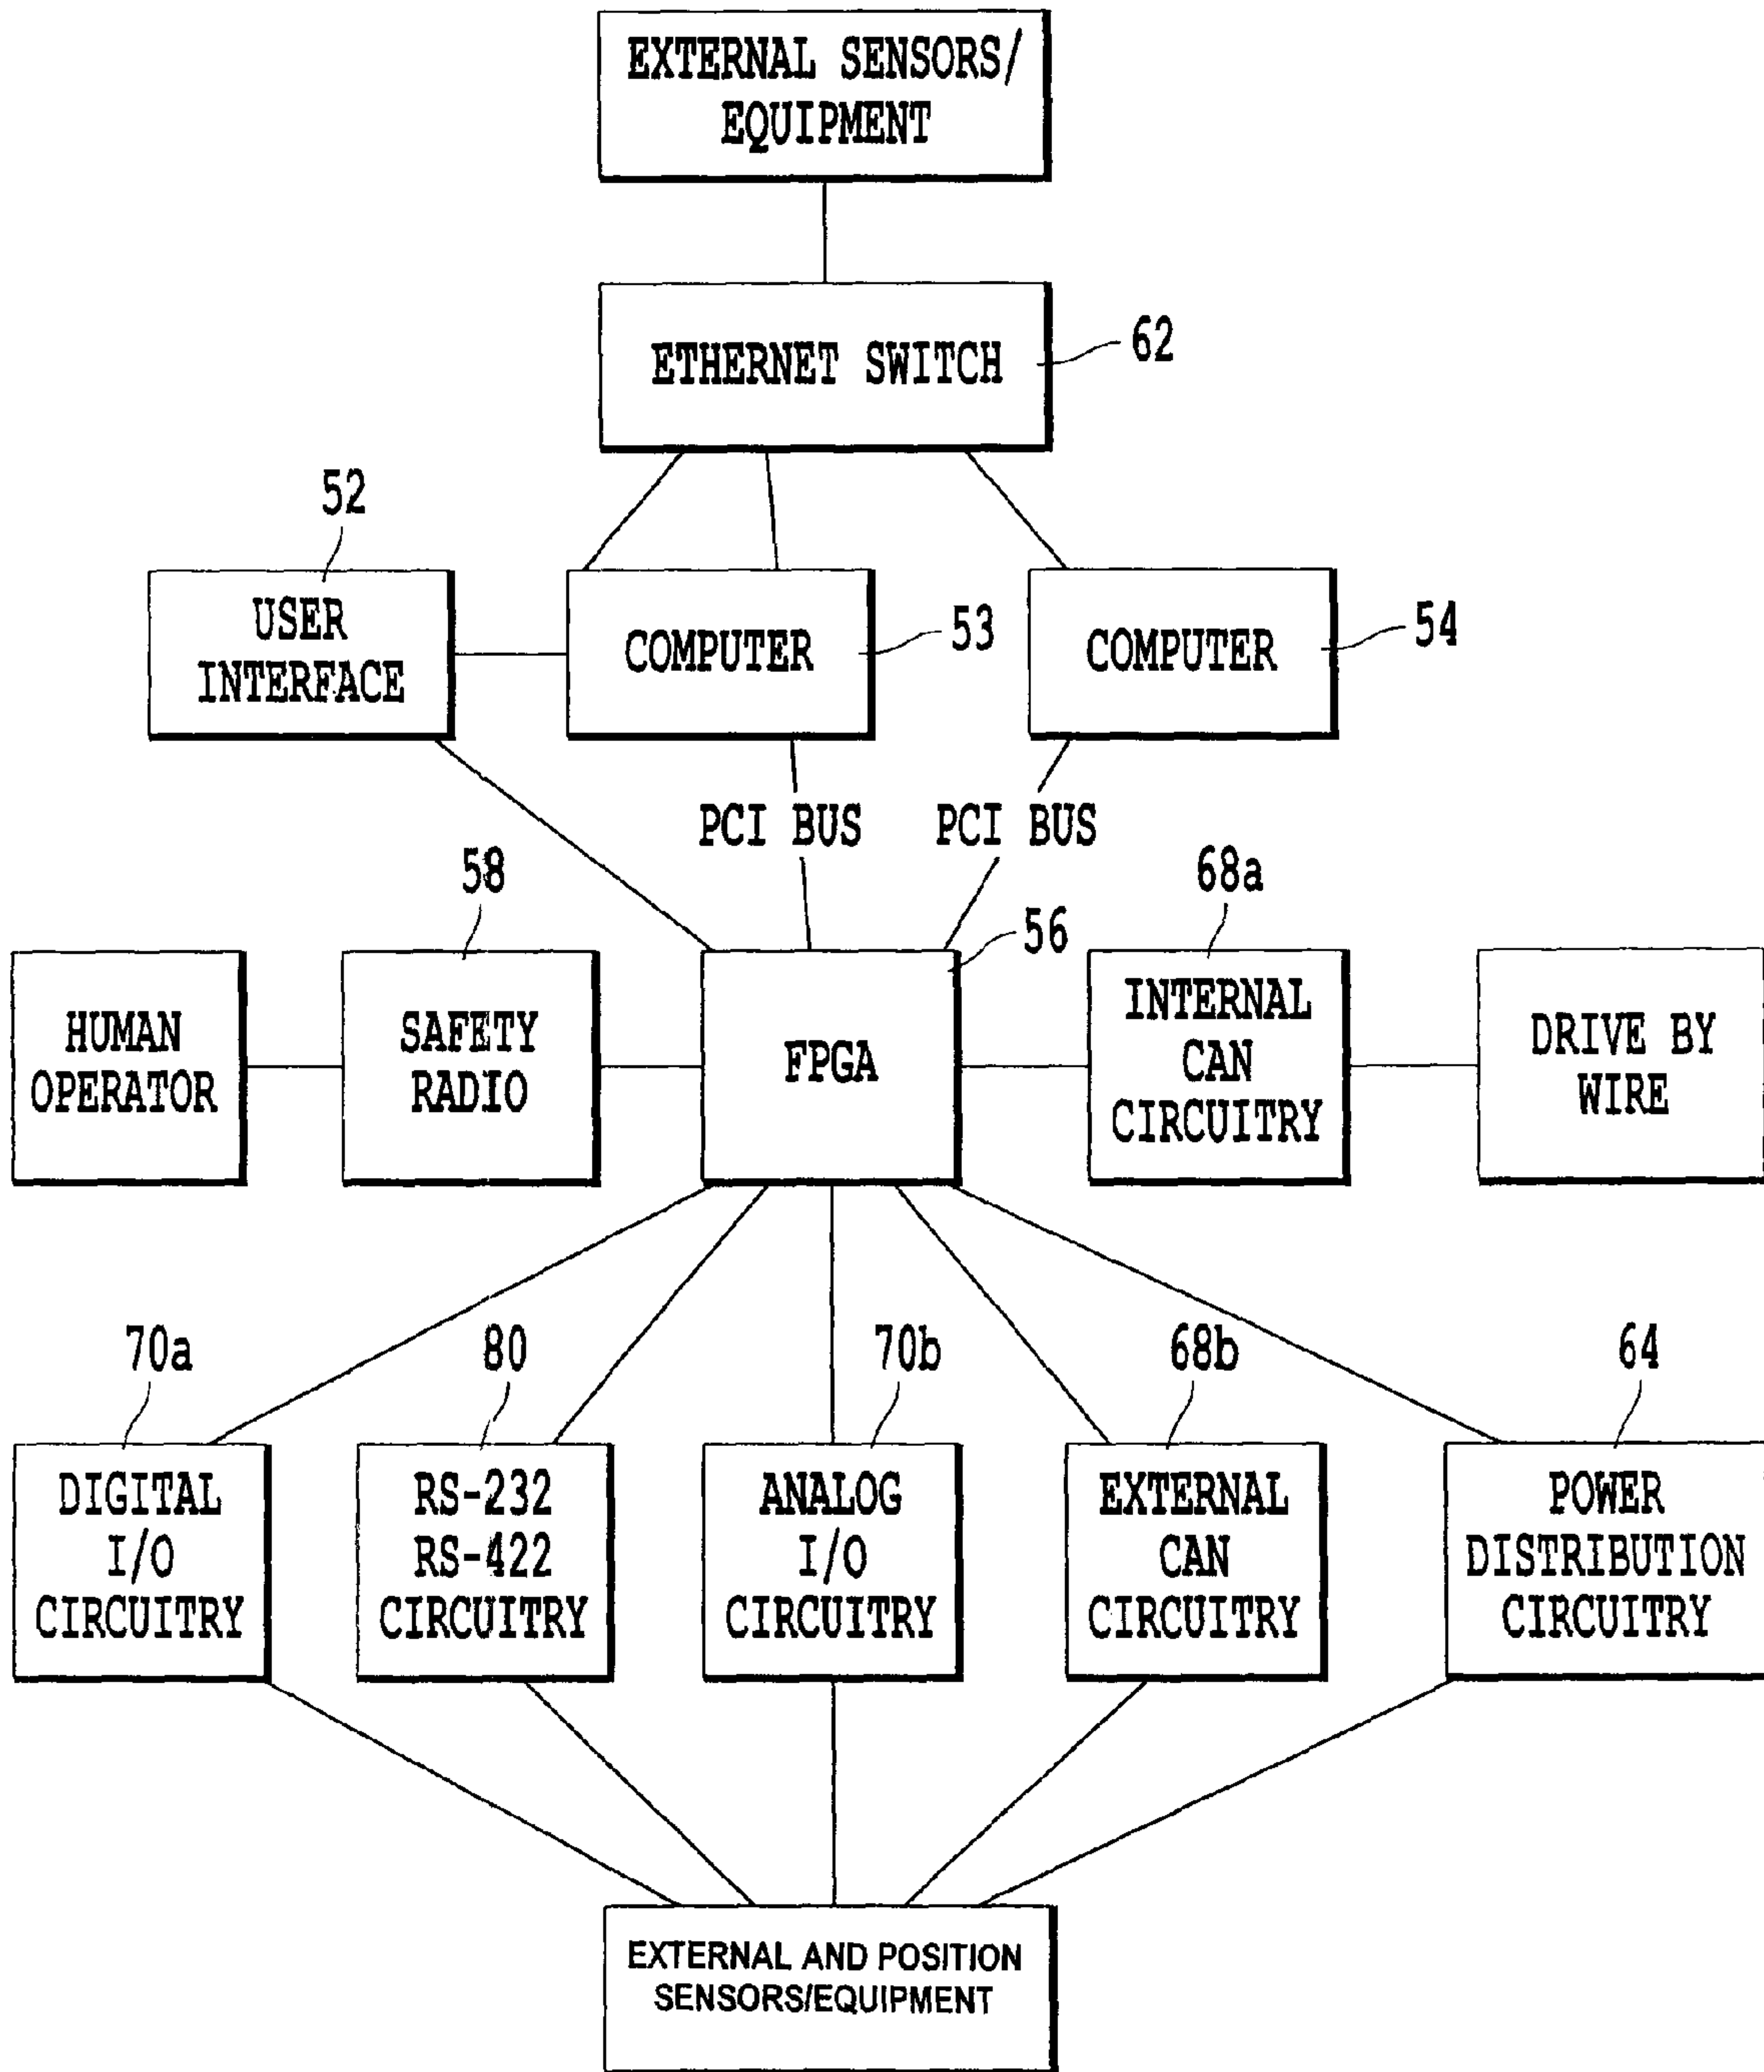 EXTERNAL SENSORS/
EQUIPMENT
ETHERNET SWITCH
62
52
USER
INTERFACE
COMPUTER
53
COMPUTER
54
PCI BUS
PCI BUS
58
68a
56
HUMAN
OPERATOR
SAFETY
RADIO
FPGA
INTERNAL
CAN
CIRCUITRY
DRIVE BY
WIRE
70a
80
70b
68b
64
DIGITAL
I/O
CIRCUITRY
RS-232
RS-422
CIRCUITRY
ANALOG
I/O
CIRCUITRY
EXTERNAL
CAN
CIRCUITRY
POWER
DISTRIBUTION
CIRCUITRY
EXTERNAL AND POSITION
SENSORS/EQUIPMENT